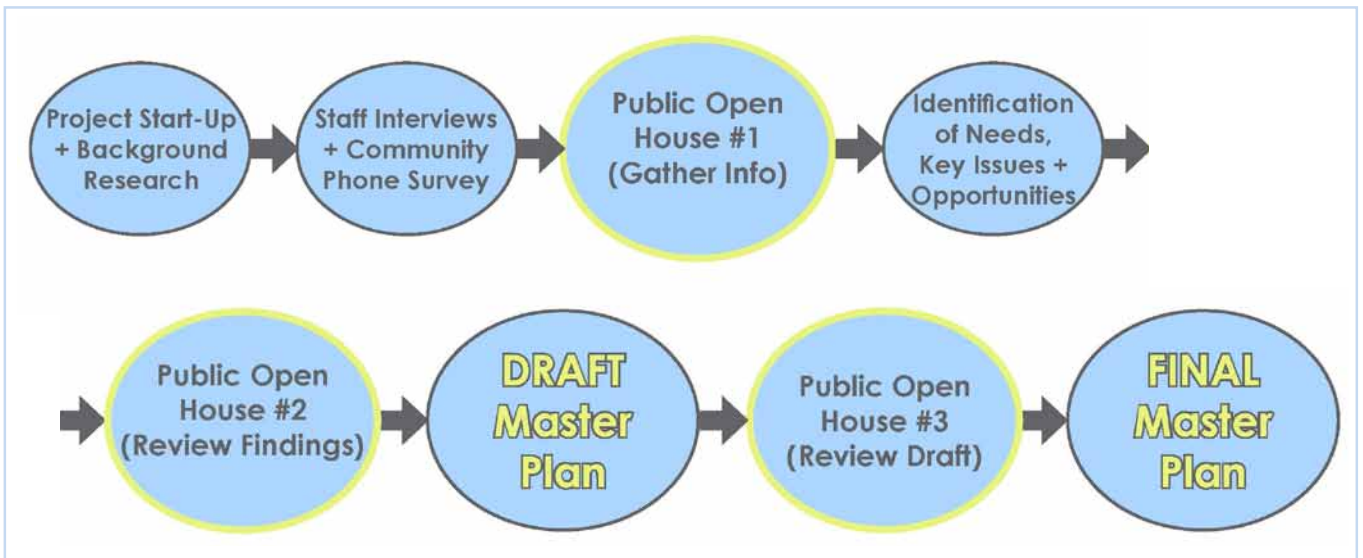 Project Start-Up
+ Background
Research
Staff Interviews
+ Community
Phone Survey
Public Open
House #1
(Gather Info)
Identification
of Needs,
Key Issues +
Opportunities
Public Open
House #2
(Review Findings)
DRAFT
Master
Plan
Public Open
House #3
(Review Draft)
FINAL
Master
Plan